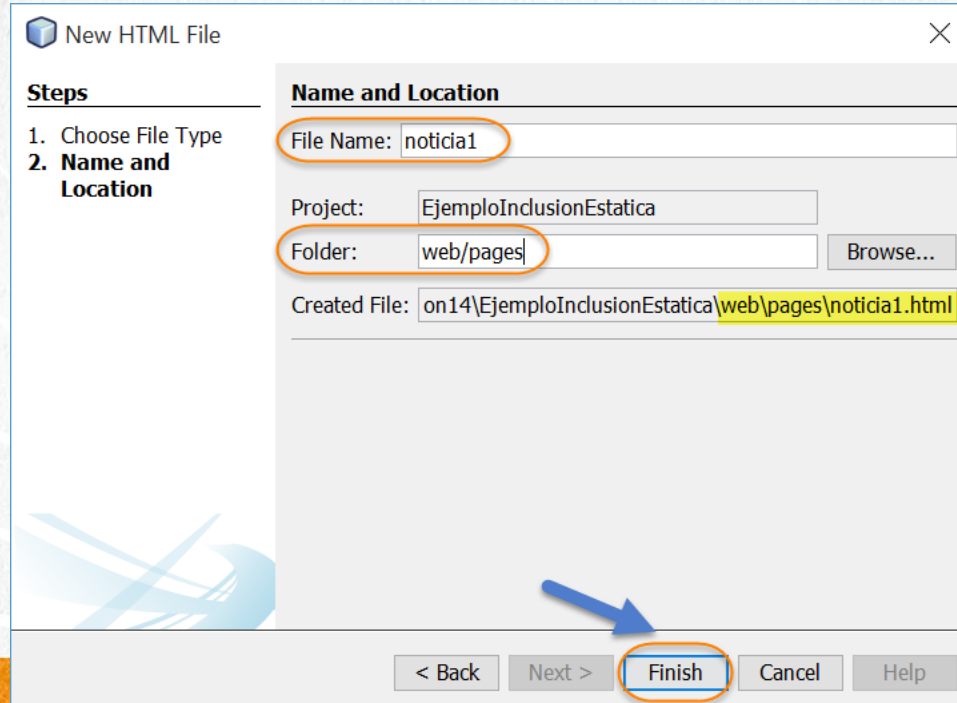 New HTML File
Steps
1. Choose File Type
2. Name and
Location
Name and Location
File Name: noticia1
Project: EjemploInclusionEstatica
Folder: web/pages
Browse...
Created File: on14\EjemploInclusionEstatica\web\pages\noticia1.html
< Back Next > Finish Cancel Help